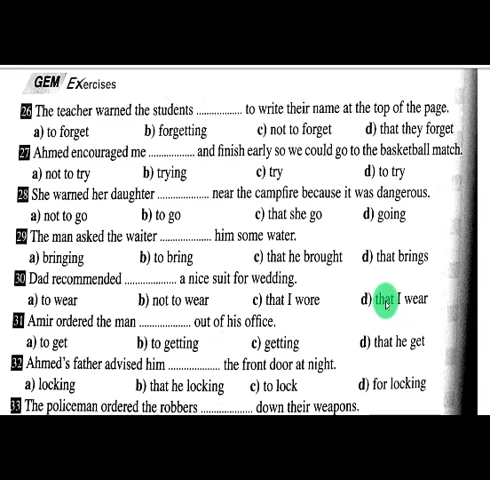 GEM Exercises
26 The teacher warned the students .................. to write their name at the top of the page.
a) to forget b) forgetting c) not to forget d) that they forget
27 Ahmed encouraged me .................. and finish early so we could go to the basketball match.
a) not to try b) trying c) try d) to try
28 She warned her daughter .................. near the campfire because it was dangerous.
a) not to go b) to go c) that she go d) going
29 The man asked the waiter .................. him some water.
a) bringing b) to bring c) that he brought d) that brings
30 Dad recommended .................. a nice suit for wedding.
a) to wear b) not to wear c) that I wore d) that I wear
31 Amir ordered the man .................. out of his office.
a) to get b) to getting c) getting d) that he get
32 Ahmed's father advised him .................. the front door at night.
a) locking b) that he locking c) to lock d) for locking
33 The policeman ordered the robbers .................. down their weapons.